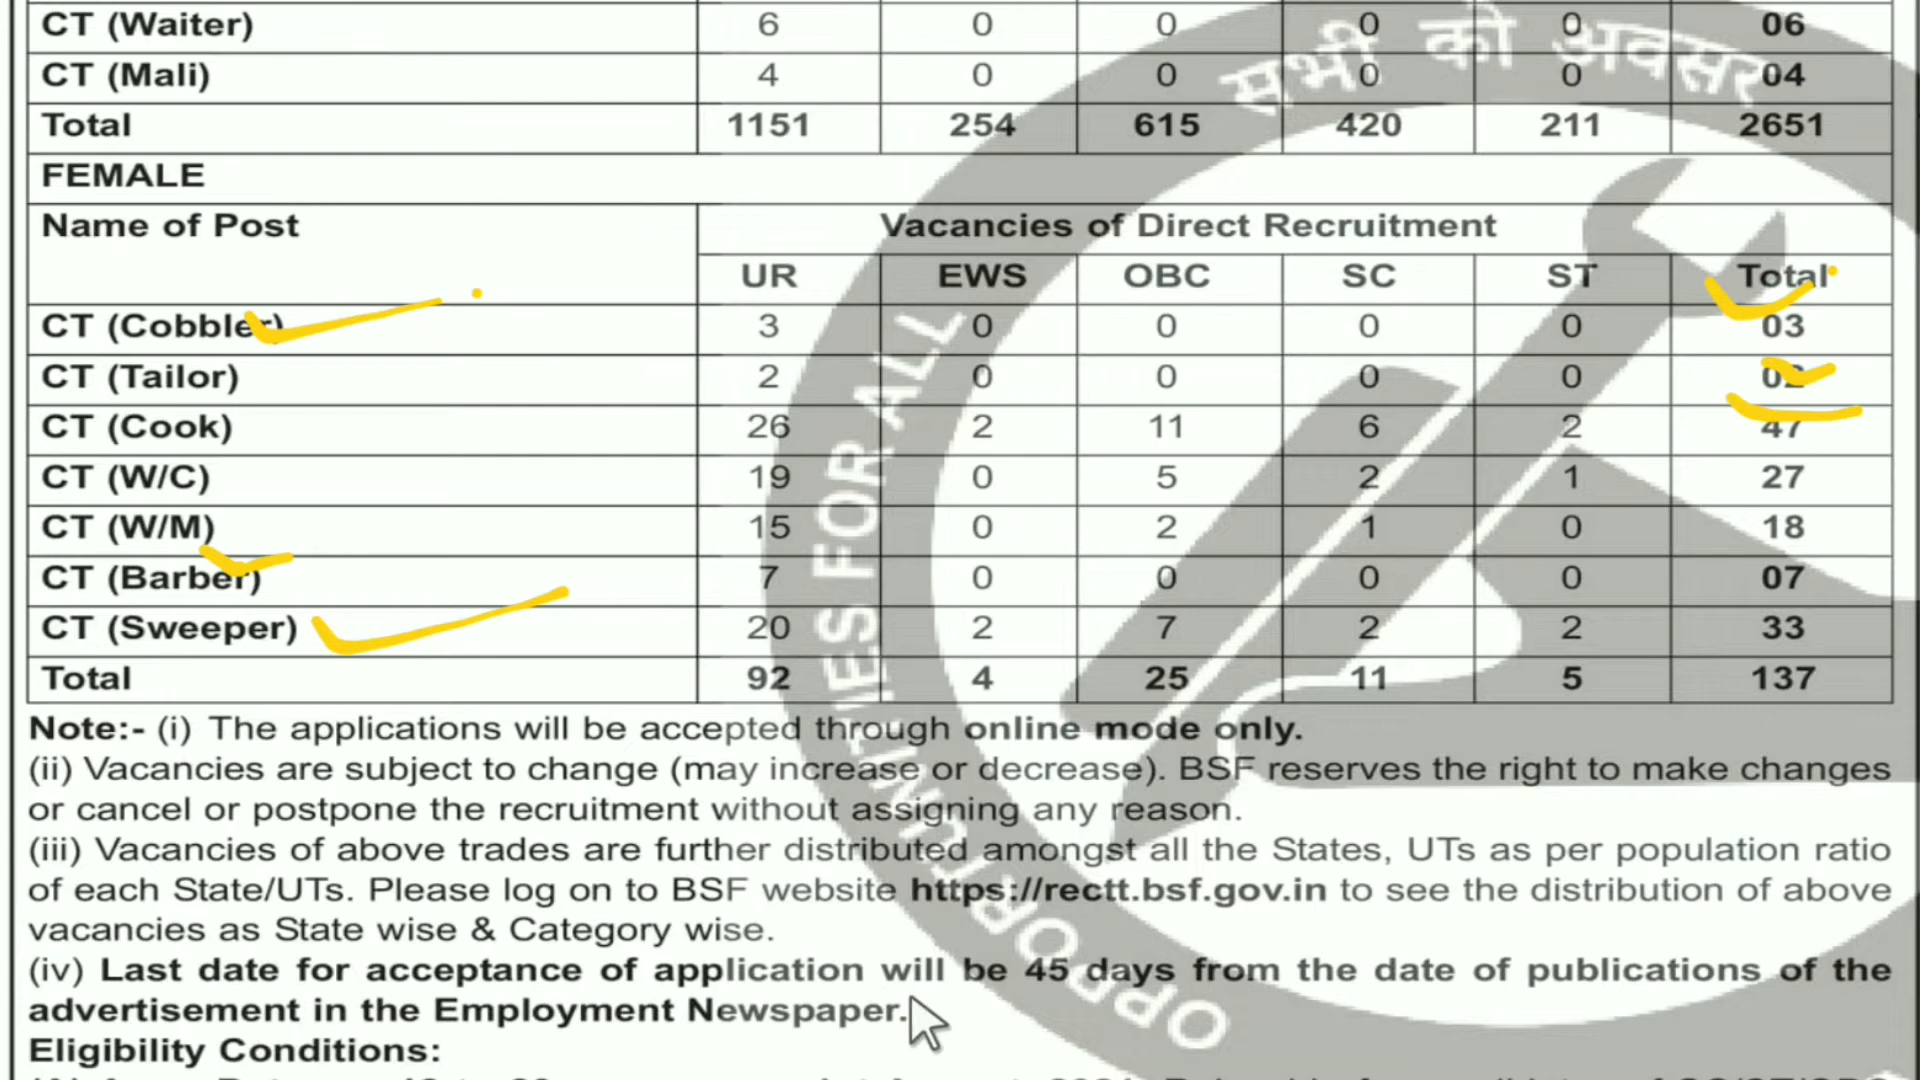 CT (Waiter) 6 0 0 0 0 06
CT (Mali) 4 0 0 0 0 04
Total 1151 254 615 420 211 2651
FEMALE
Name of Post Vacancies of Direct Recruitment
UR EWS OBC SC ST Total
CT (Cobbler) 3 0 0 0 0 03
CT (Tailor) 2 0 0 0 0 02
CT (Cook) 26 2 11 6 2 47
CT (W/C) 19 0 5 2 1 27
CT (W/M) 15 0 2 1 0 18
CT (Barber) 7 0 0 0 0 07
CT (Sweeper) 20 2 7 2 2 33
Total 92 4 25 11 5 137
Note:- (i) The applications will be accepted through online mode only.
(ii) Vacancies are subject to change (may increase or decrease). BSF reserves the right to make changes
or cancel or postpone the recruitment without assigning any reason.
(iii) Vacancies of above trades are further distributed amongst all the States, UTs as per population ratio
of each State/UTs. Please log on to BSF website https://rectt.bsf.gov.in to see the distribution of above
vacancies as State wise & Category wise.
(iv) Last date for acceptance of application will be 45 days from the date of publications of the
advertisement in the Employment Newspaper.
Eligibility Conditions:
सभी को अवसर
OPPORTUNITIES FOR ALL